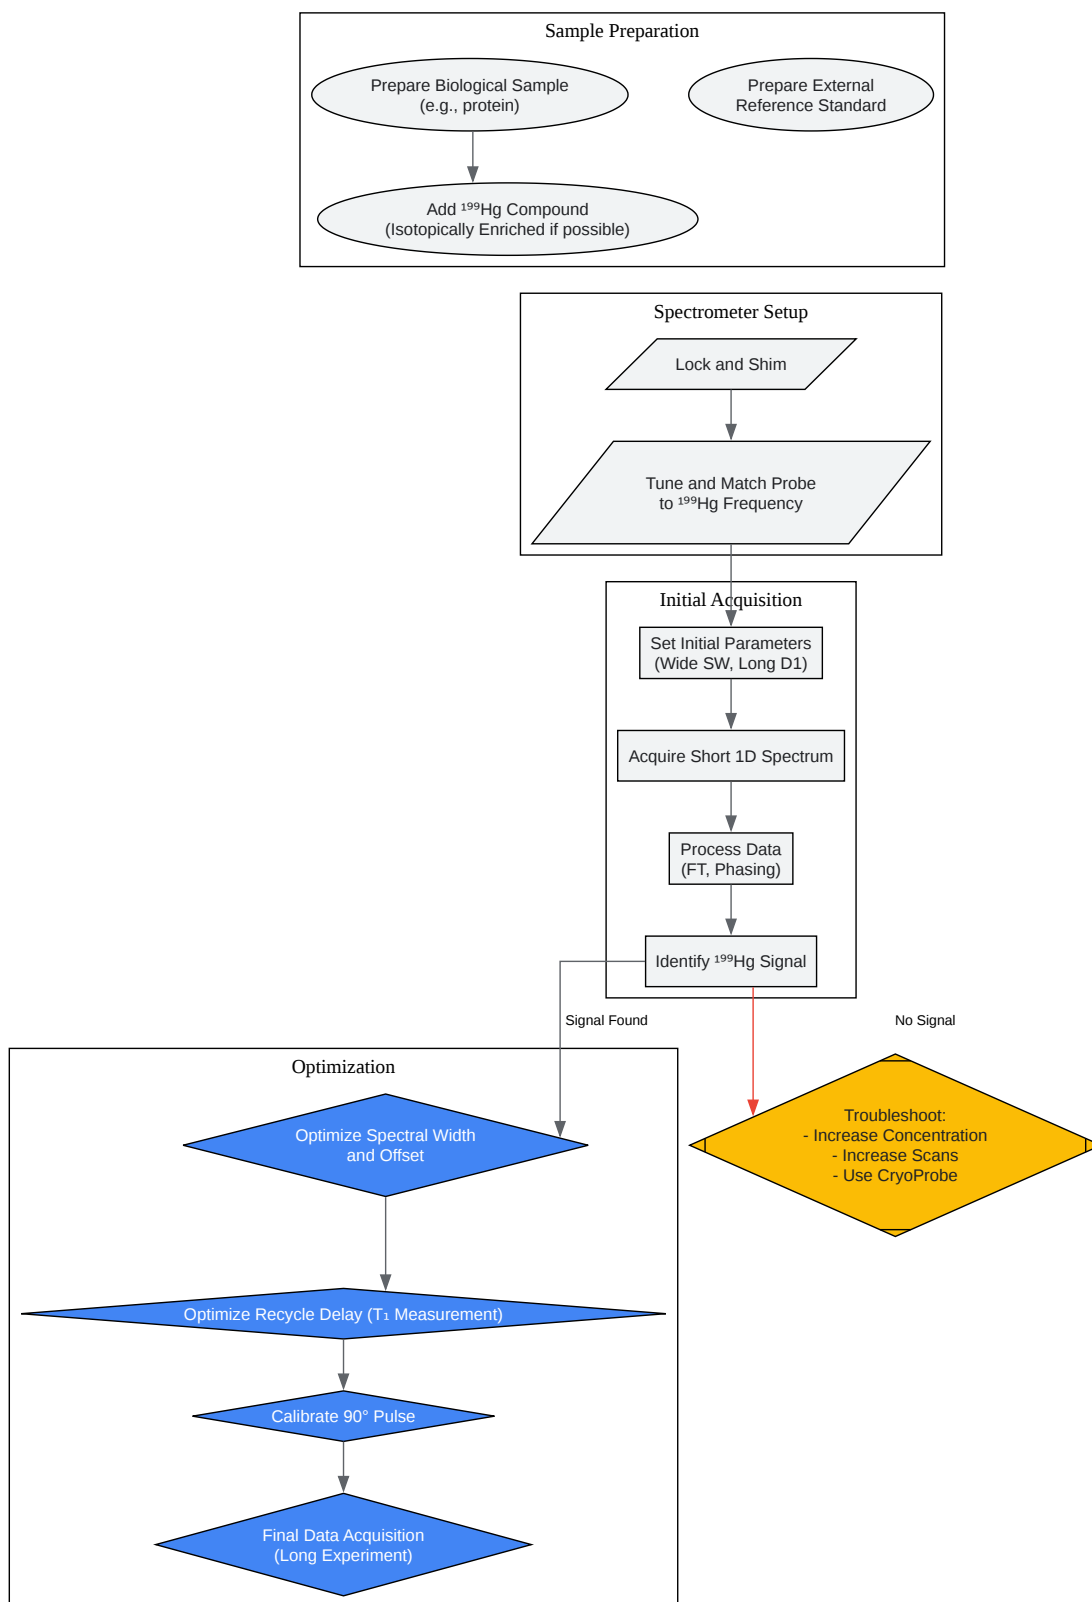 Sample Preparation
Prepare Biological Sample
(e.g., protein)
Prepare External
Reference Standard
Add ¹⁹⁹Hg Compound
(Isotopically Enriched if possible)
Spectrometer Setup
Lock and Shim
Tune and Match Probe
to ¹⁹⁹Hg Frequency
Initial Acquisition
Set Initial Parameters
(Wide SW, Long D1)
Acquire Short 1D Spectrum
Process Data
(FT, Phasing)
Identify ¹⁹⁹Hg Signal
Signal Found
No Signal
Optimization
Optimize Spectral Width
and Offset
Troubleshoot:
- Increase Concentration
- Increase Scans
- Use CryoProbe
Optimize Recycle Delay (T₁ Measurement)
Calibrate 90° Pulse
Final Data Acquisition
(Long Experiment)